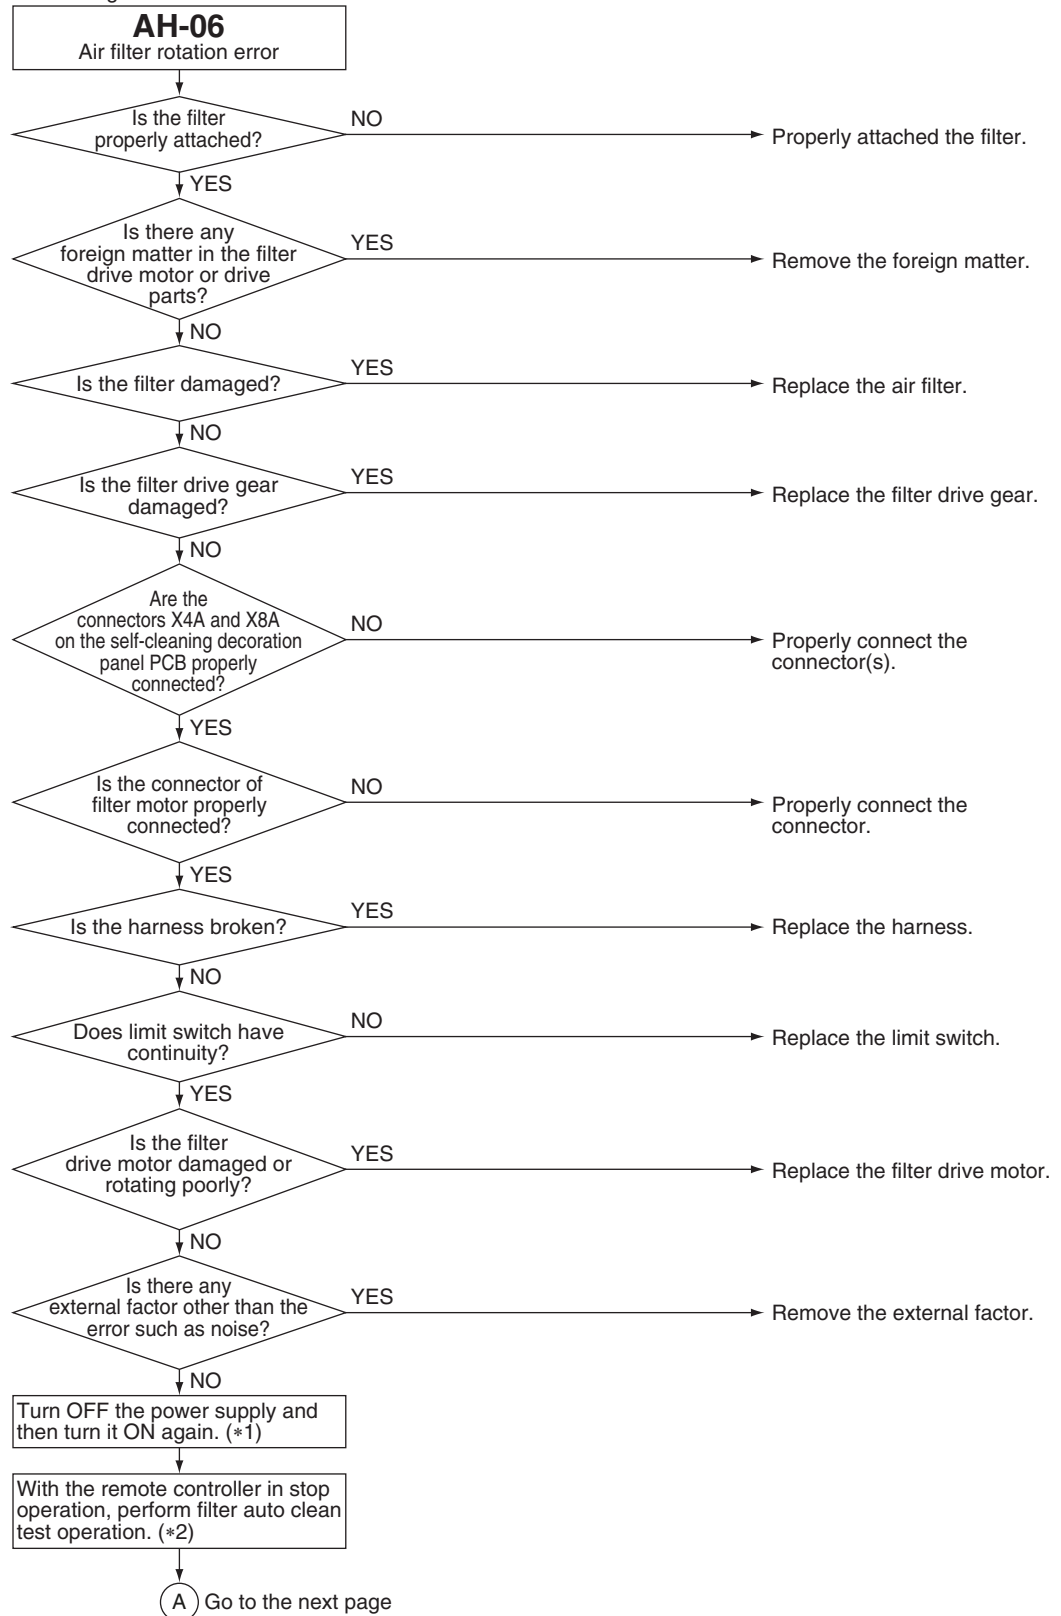 AH-06
Air filter rotation error
Is the filter
properly attached?
NO
Properly attached the filter.
YES
Is there any
foreign matter in the filter
drive motor or drive
parts?
YES
Remove the foreign matter.
NO
Is the filter damaged?
YES
Replace the air filter.
NO
Is the filter drive gear
damaged?
YES
Replace the filter drive gear.
NO
Are the
connectors X4A and X8A
on the self-cleaning decoration
panel PCB properly
connected?
NO
Properly connect the
connector(s).
YES
Is the connector of
filter motor properly
connected?
NO
Properly connect the
connector.
YES
Is the harness broken?
YES
Replace the harness.
NO
Does limit switch have
continuity?
NO
Replace the limit switch.
YES
Is the filter
drive motor damaged or
rotating poorly?
YES
Replace the filter drive motor.
NO
Is there any
external factor other than the
error such as noise?
YES
Remove the external factor.
NO
Turn OFF the power supply and
then turn it ON again. (*1)
With the remote controller in stop
operation, perform filter auto clean
test operation. (*2)
A Go to the next page